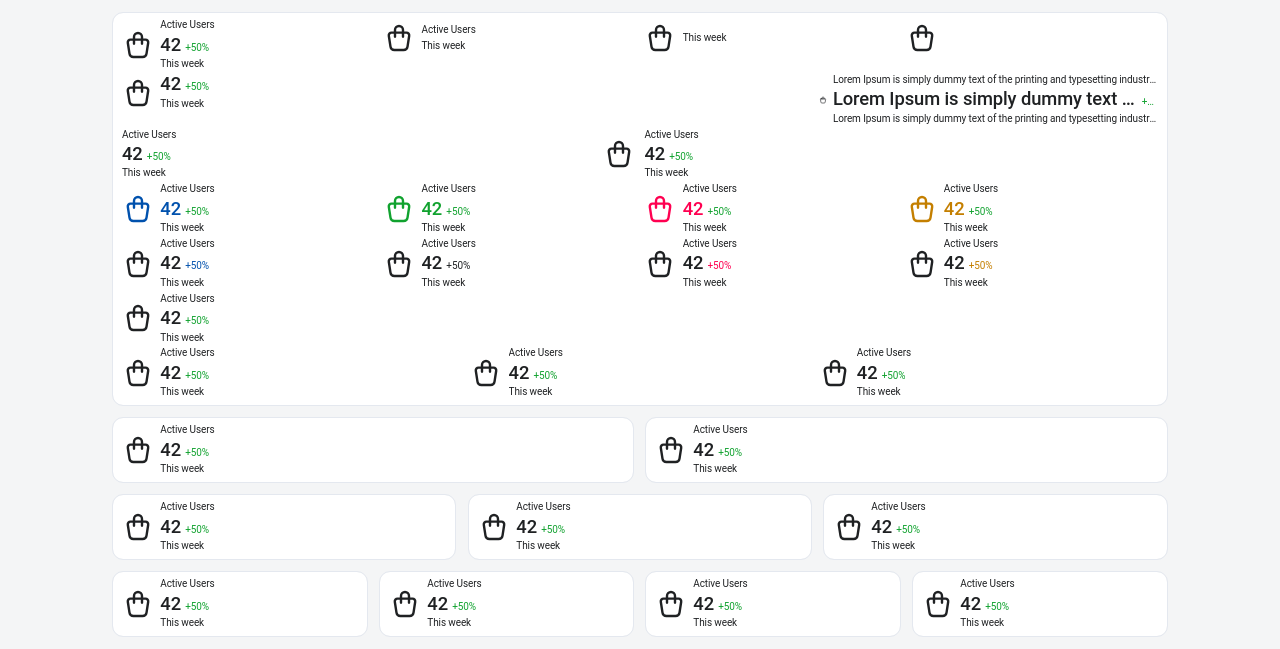 Active Users
42 +50%
This week
Active Users
This week
This week
42 +50%
This week
Lorem Ipsum is simply dummy text of the printing and typesetting industr...
Lorem Ipsum is simply dummy text ... +...
Lorem Ipsum is simply dummy text of the printing and typesetting industr...
Active Users
42 +50%
This week
Active Users
42 +50%
This week
Active Users
42 +50%
This week
Active Users
42 +50%
This week
Active Users
42 +50%
This week
Active Users
42 +50%
This week
Active Users
42 +50%
This week
Active Users
42 +50%
This week
Active Users
42 +50%
This week
Active Users
42 +50%
This week
Active Users
42 +50%
This week
Active Users
42 +50%
This week
Active Users
42 +50%
This week
Active Users
42 +50%
This week
Active Users
42 +50%
This week
Active Users
42 +50%
This week
Active Users
42 +50%
This week
Active Users
42 +50%
This week
Active Users
42 +50%
This week
Active Users
42 +50%
This week
Active Users
42 +50%
This week
Active Users
42 +50%
This week
Active Users
42 +50%
This week